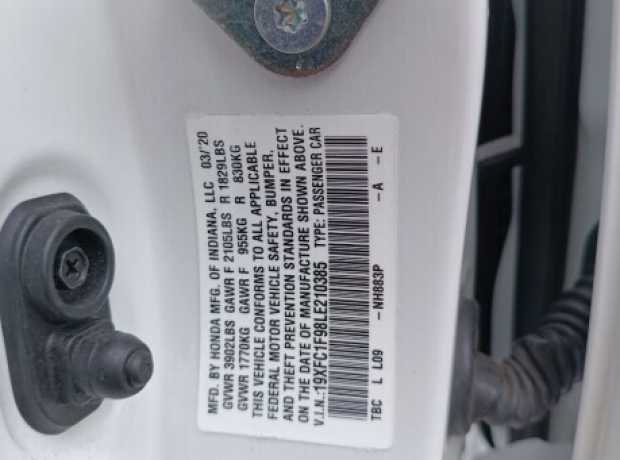 MFD. BY HONDA MFG. OF INDIANA, LLC 03/'20
GVWR 3902LBS GAWR F 2105LBS R 1829LBS
GVWR 1770KG GAWR F 955KG R 830KG
THIS VEHICLE CONFORMS TO ALL APPLICABLE
FEDERAL MOTOR VEHICLE SAFETY, BUMPER,
AND THEFT PREVENTION STANDARDS IN EFFECT
ON THE DATE OF MANUFACTURE SHOWN ABOVE.
V.I.N.:19XFC1F98LE210385 TYPE: PASSENGER CAR
TBC L L09 –NH883P –A –E